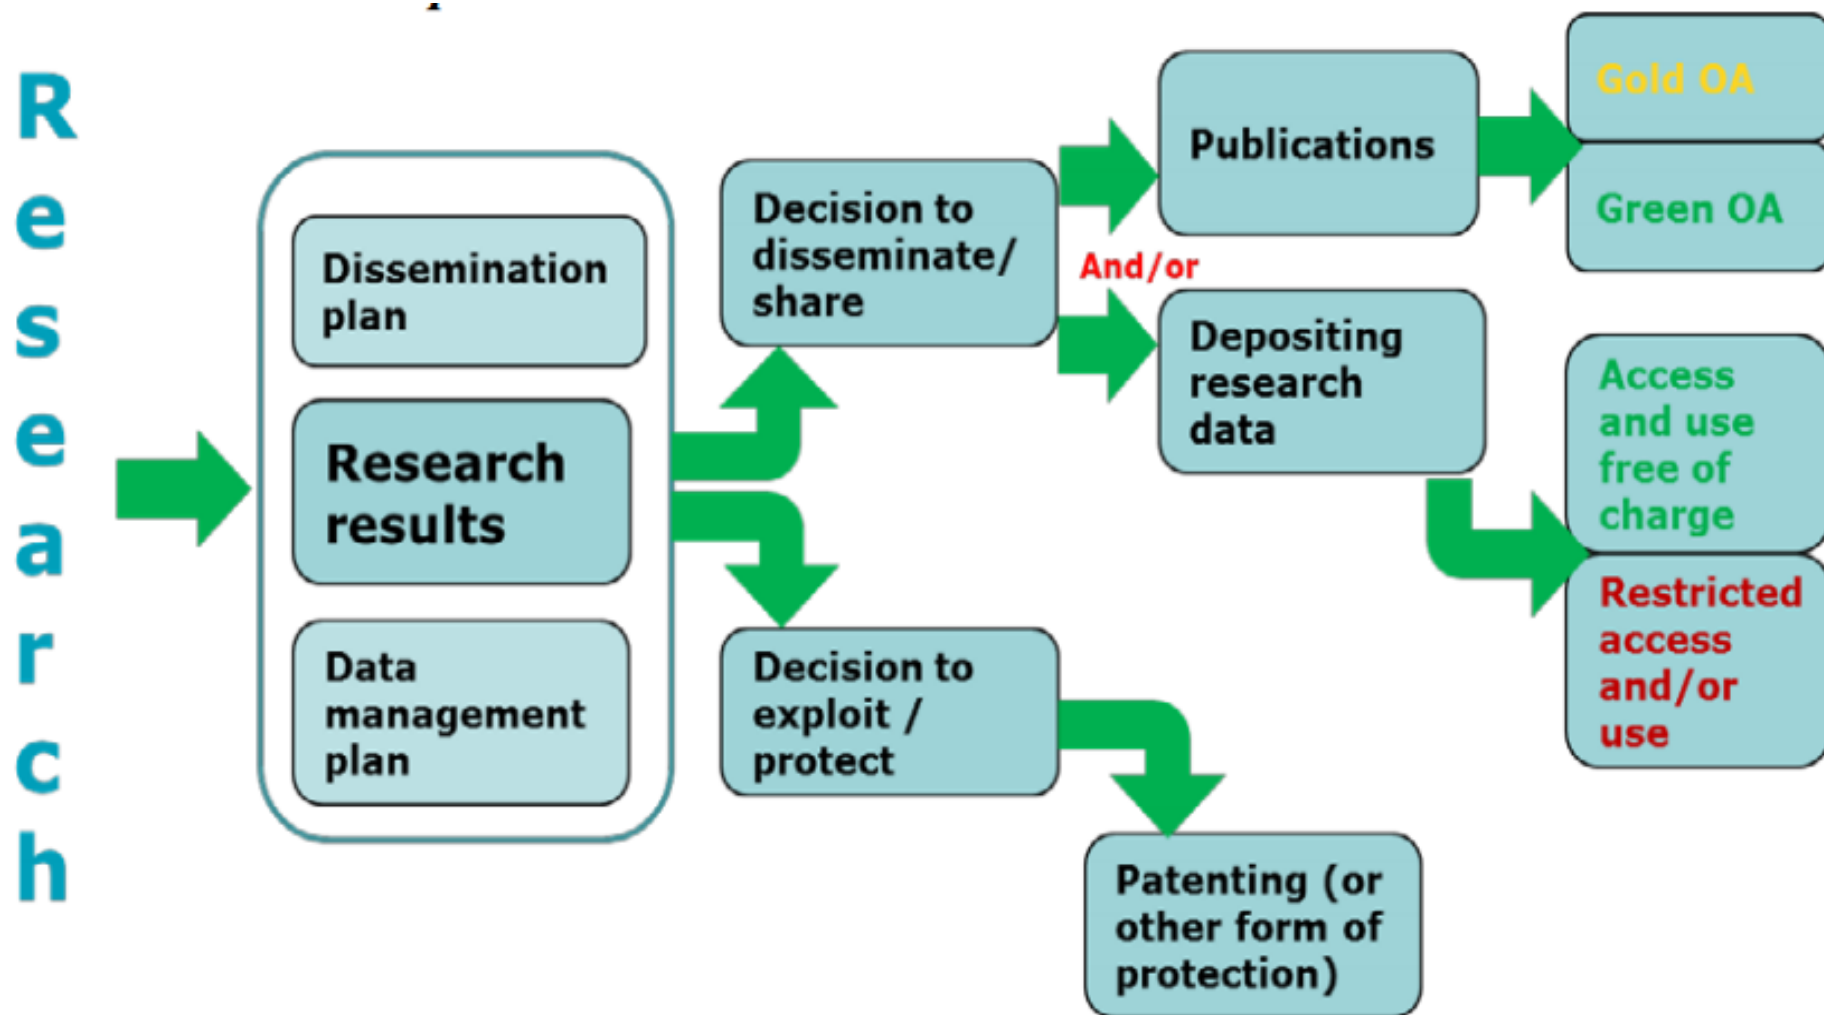 Research
Dissemination
plan
Research
results
Data
management
plan
Decision to
disseminate/
share
Decision to
exploit /
protect
And/or
Publications
Depositing
research
data
Patenting (or
other form of
protection)
Gold OA
Green OA
Access
and use
free of
charge
Restricted
access
and/or
use